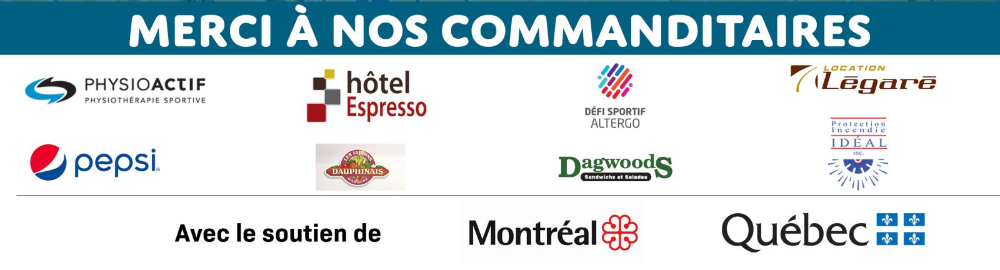 MERCI À NOS COMMANDITAIRES
PHYSIOACTIF
PHYSIOTHÉRAPIE SPORTIVE
hôtel
Espresso
DÉFI SPORTIF
ALTERGO
LOCATION
Légaré
pepsi
LES JARDINS
DAUPHINAIS
GARDENS
DagwoodS
Sandwichs et Salades
Protection
Incendie
IDÉAL
inc.
Avec le soutien de
Montréal
Québec